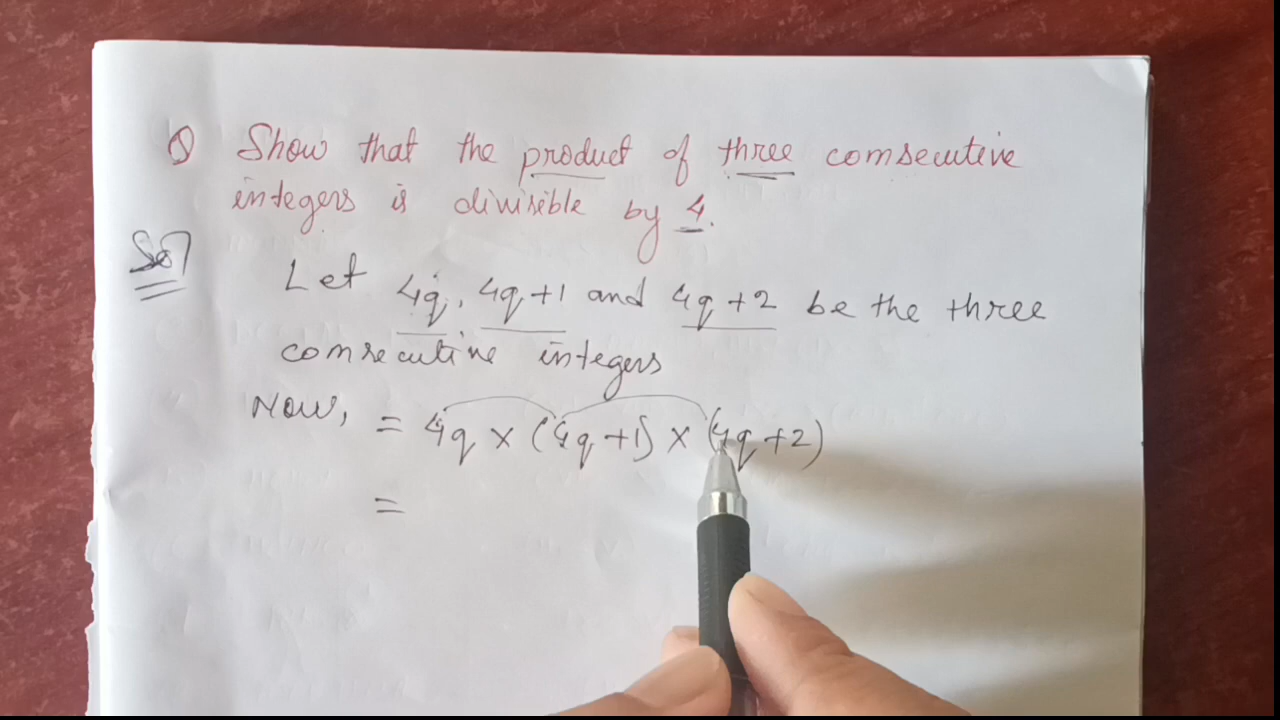 Q Show that the product of three comsecutive
integers is divisible by 4.
Sol
Let 4q, 4q+1 and 4q+2 be the three
comsecutive integers
Now, = 4q × (4q+1) × (4q+2)
=